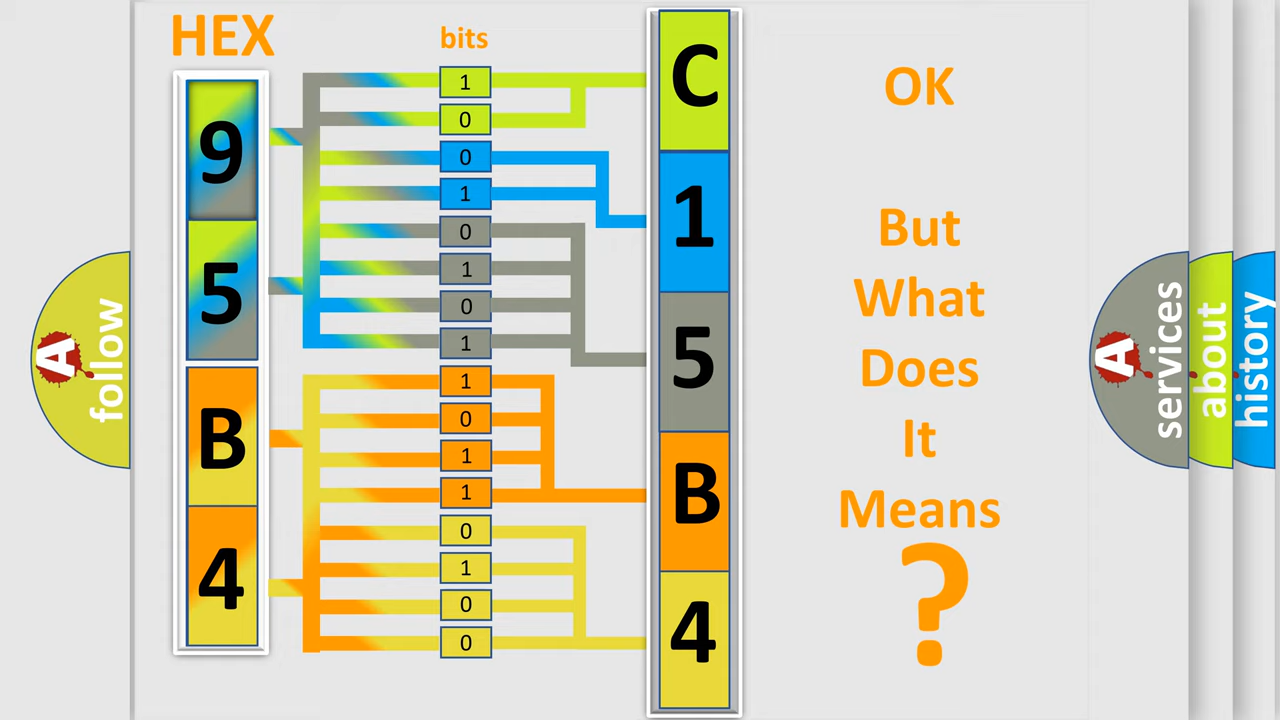 HEX
9
5
B
4
bits
1
0
0
1
0
1
0
1
1
0
1
1
0
1
0
0
C
1
5
B
4
OK
But
What
Does
It
Means
?
A
follow
A
services
about
history